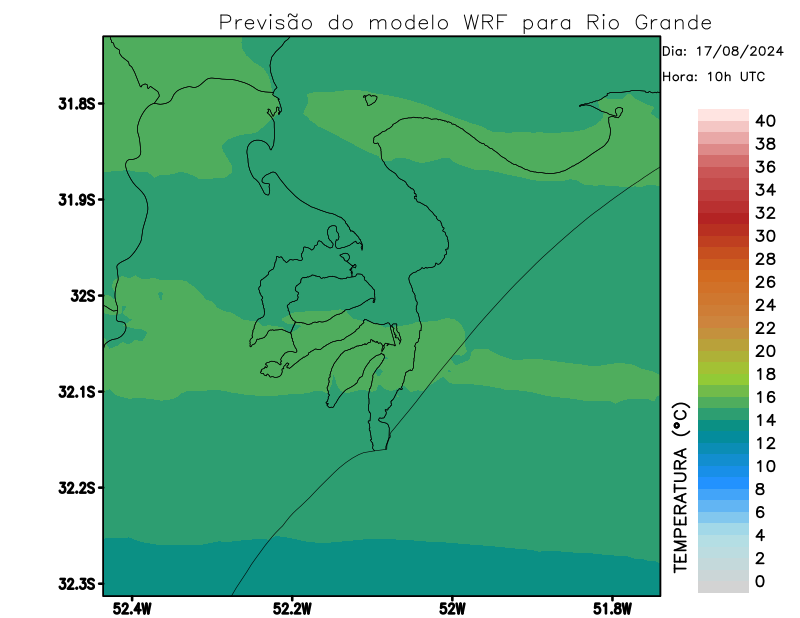 Previsão do modelo WRF para Rio Grande
Dia: 17/08/2024
Hora: 10h UTC
31.8S
31.9S
32S
32.1S
32.2S
32.3S
52.4W
52.2W
52W
51.8W
TEMPERATURA (°C)
40
38
36
34
32
30
28
26
24
22
20
18
16
14
12
10
8
6
4
2
0